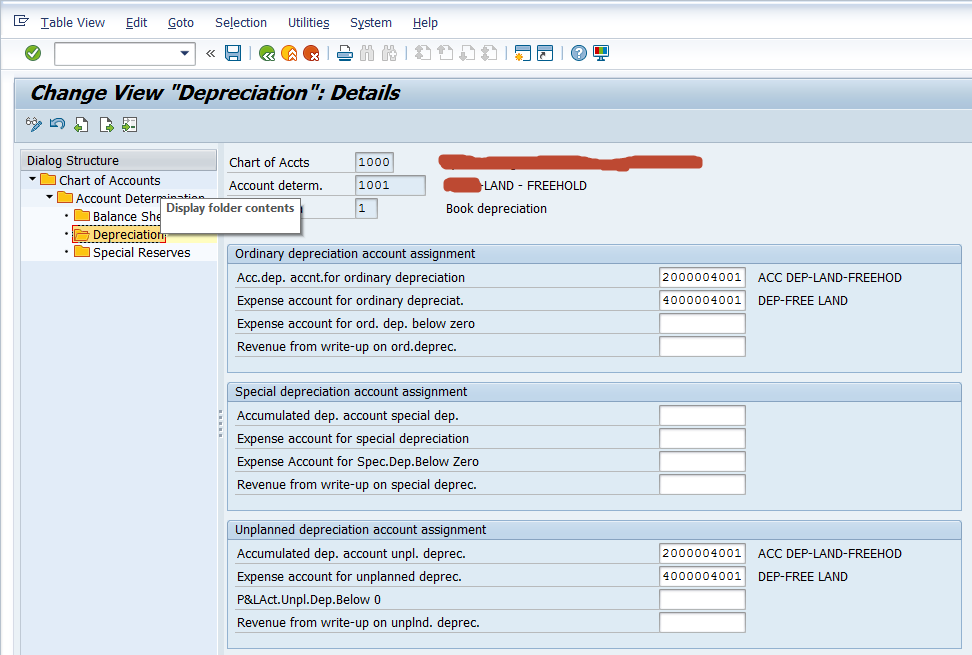 Table View Edit Goto Selection Utilities System Help
Change View "Depreciation": Details
Dialog Structure
Chart of Accounts
Account Determination
Balance She
Display folder contents
Depreciation
Special Reserves
Chart of Accts 1000
Account determ. 1001 -LAND - FREEHOLD
1 Book depreciation
Ordinary depreciation account assignment
Acc.dep. accnt.for ordinary depreciation 2000004001 ACC DEP-LAND-FREEHOD
Expense account for ordinary depreciat. 4000004001 DEP-FREE LAND
Expense account for ord. dep. below zero
Revenue from write-up on ord.deprec.
Special depreciation account assignment
Accumulated dep. account special dep.
Expense account for special depreciation
Expense Account for Spec.Dep.Below Zero
Revenue from write-up on special deprec.
Unplanned depreciation account assignment
Accumulated dep. account unpl. deprec. 2000004001 ACC DEP-LAND-FREEHOD
Expense account for unplanned deprec. 4000004001 DEP-FREE LAND
P&LAct.Unpl.Dep.Below 0
Revenue from write-up on unplnd. deprec.